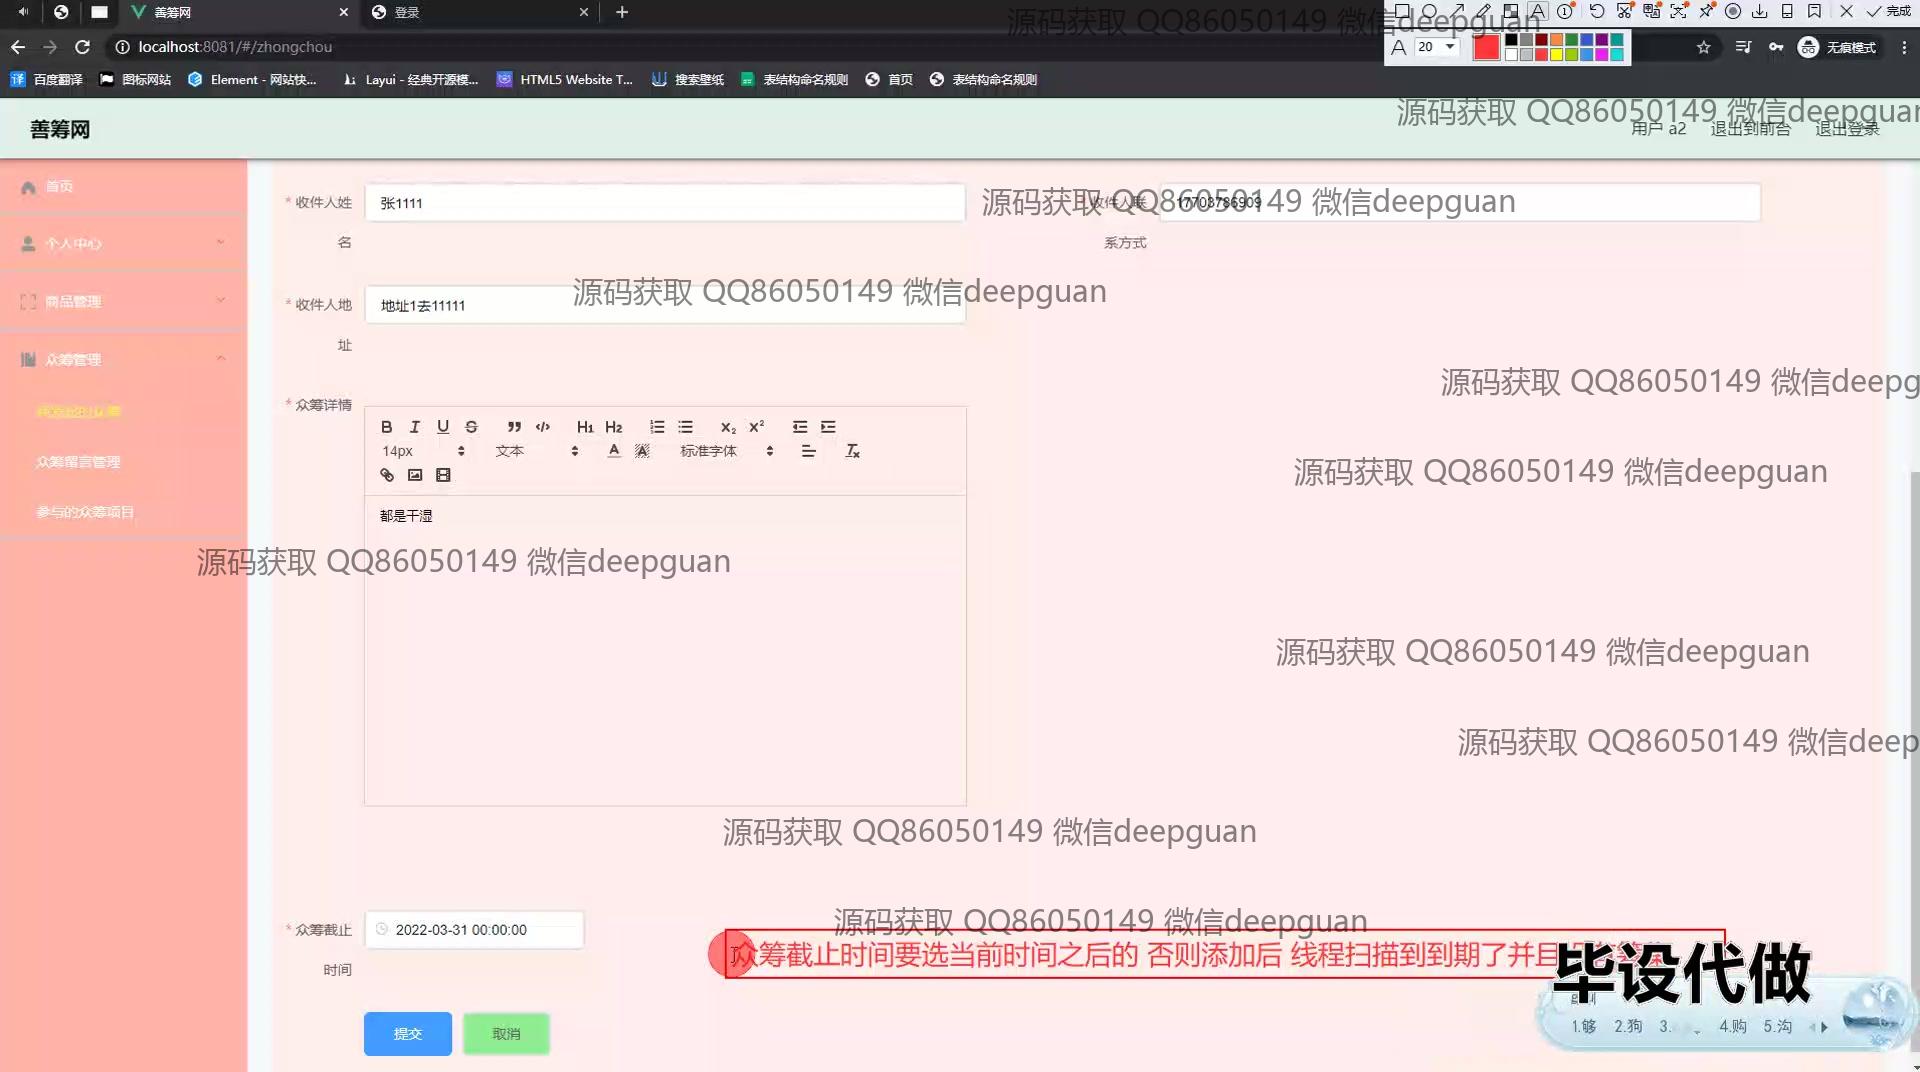 善筹网
登录
完成
localhost:8081/#/zhongchou
A 20
无痕模式
百度翻译
图标网站
Element - 网站快...
Layui - 经典开源模...
HTML5 Website T...
搜索壁纸
表结构命名规则
首页
表结构命名规则
源码获取 QQ86050149 微信deepguan
善筹网
源码获取 QQ86050149 微信deepguan
用户 a2
退出到前台
退出登录
首页
个人中心
商品管理
众筹管理
众筹留言管理
参与的众筹项目
* 收件人姓名
张1111
收件人联系方式
17703786909
源码获取 QQ86050149 微信deepguan
* 收件人地址
地址1去11111
源码获取 QQ86050149 微信deepguan
源码获取 QQ86050149 微信deepg
* 众筹详情
B I U S H1 H2 x₂ x²
14px 文本 A 标准字体
源码获取 QQ86050149 微信deepguan
都是干湿
源码获取 QQ86050149 微信deepguan
源码获取 QQ86050149 微信deepguan
源码获取 QQ86050149 微信deep
源码获取 QQ86050149 微信deepguan
源码获取 QQ86050149 微信deepguan
* 众筹截止时间
2022-03-31 00:00:00
众筹截止时间要选当前时间之后的 否则添加后 线程扫描到到期了并且
毕设代做
1.够 2.狗 3. 4.购 5.沟
提交
取消